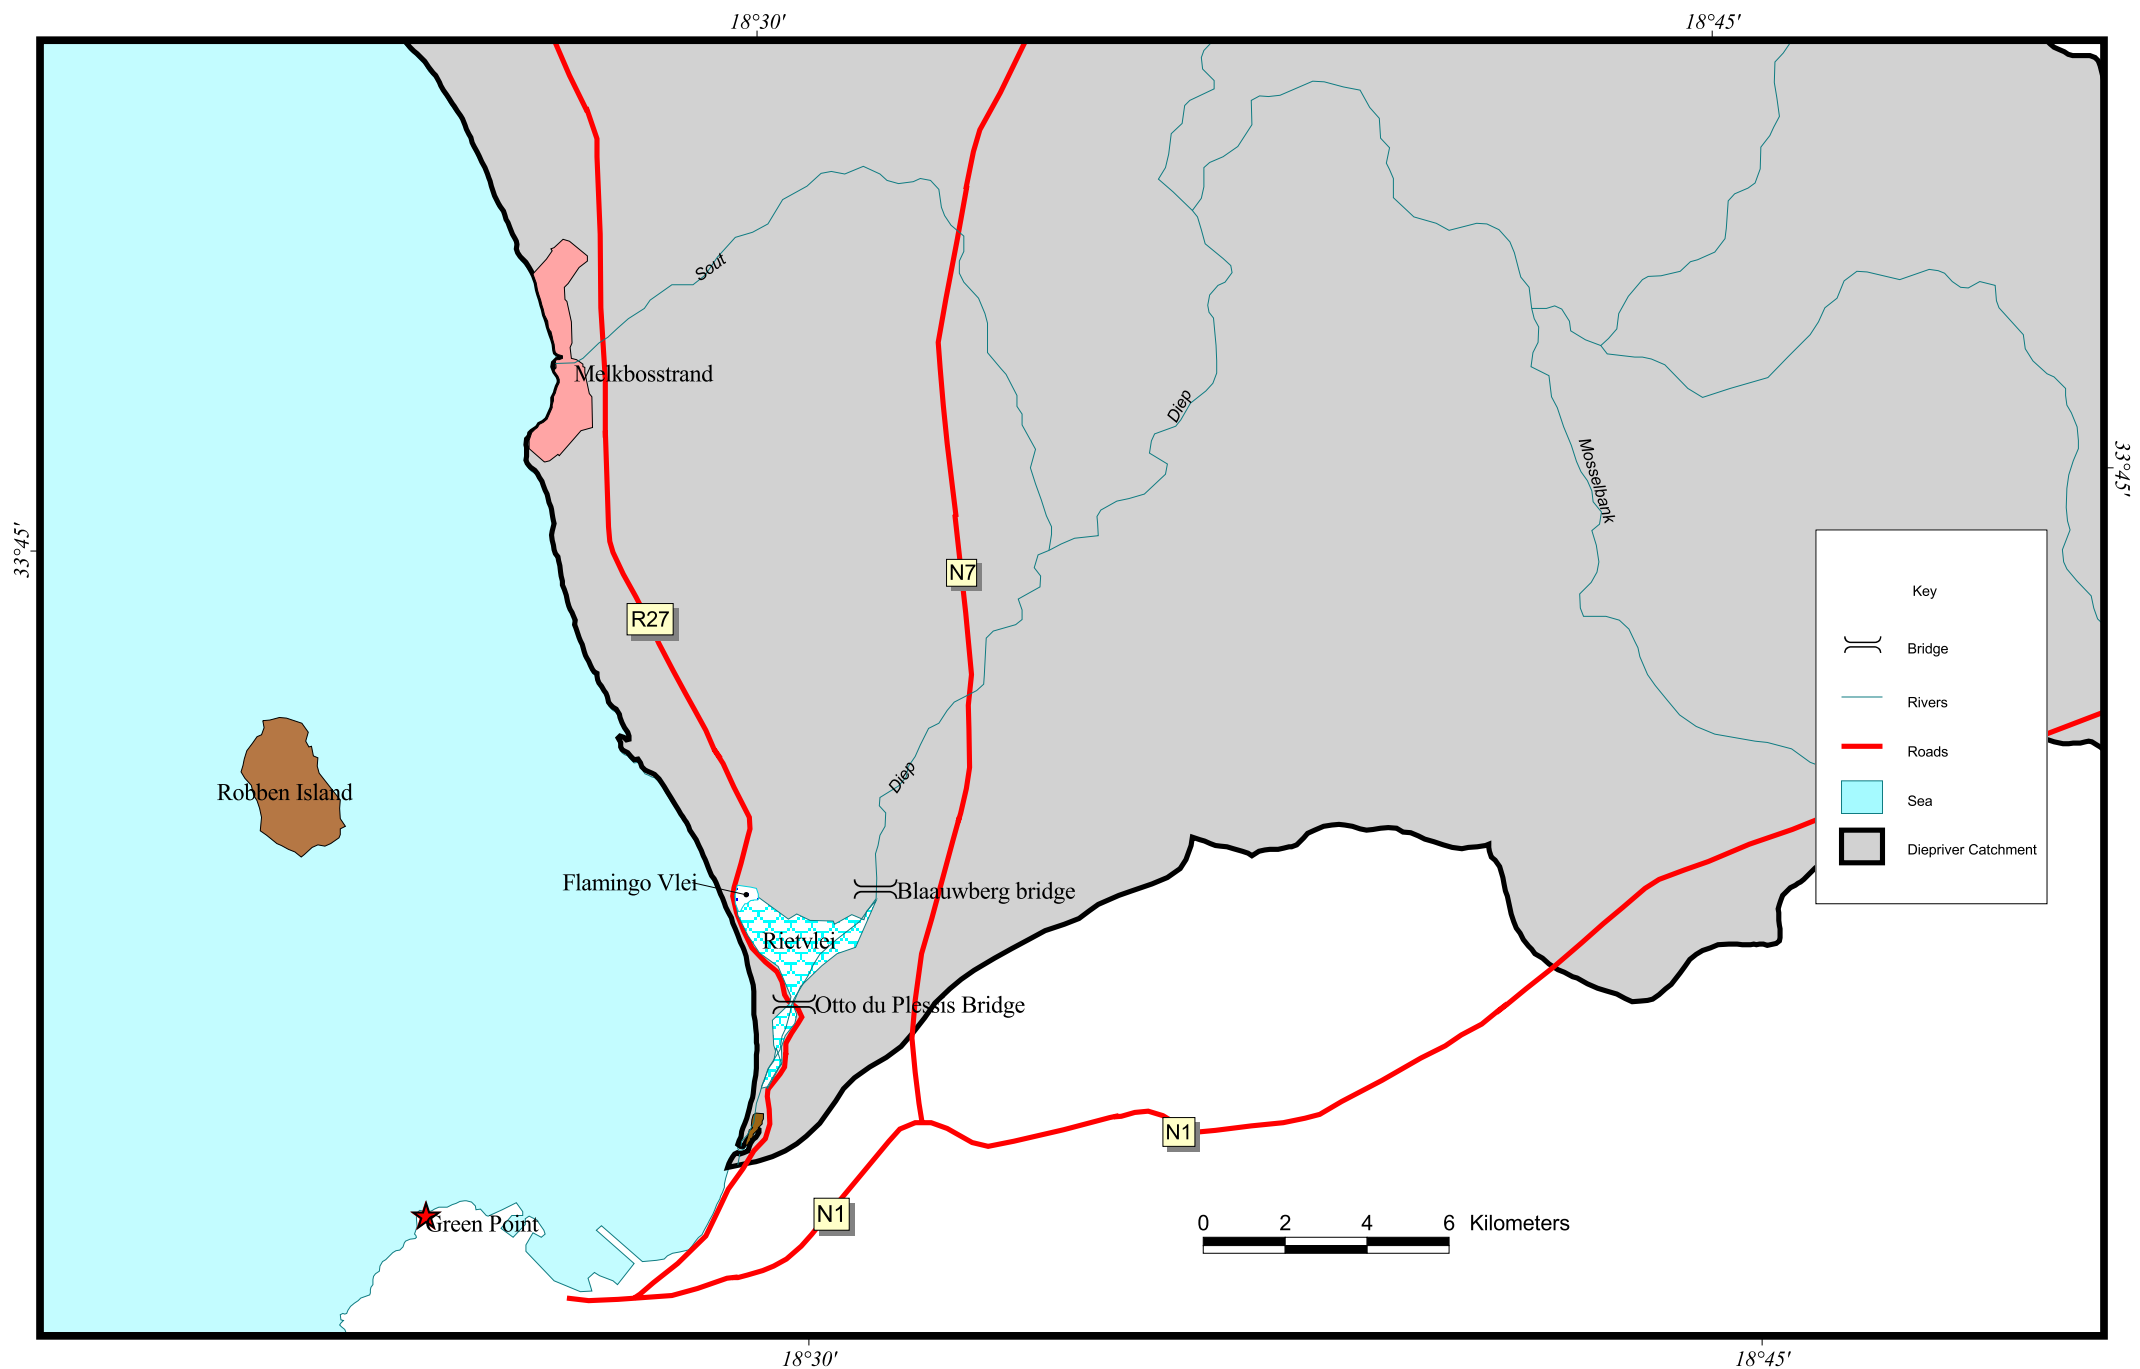 18°30'
18°45'
Sout
Melkbosstrand
Diep
Mosselbank
33°45'
33°45'
N7
R27
Key
Bridge
Rivers
Roads
Sea
Diepriver Catchment
Diep
Robben Island
Flamingo Vlei
Blaauwberg bridge
Rietvlei
Otto du Plessis Bridge
N1
N1
Green Point
0 2 4 6 Kilometers
18°30'
18°45'